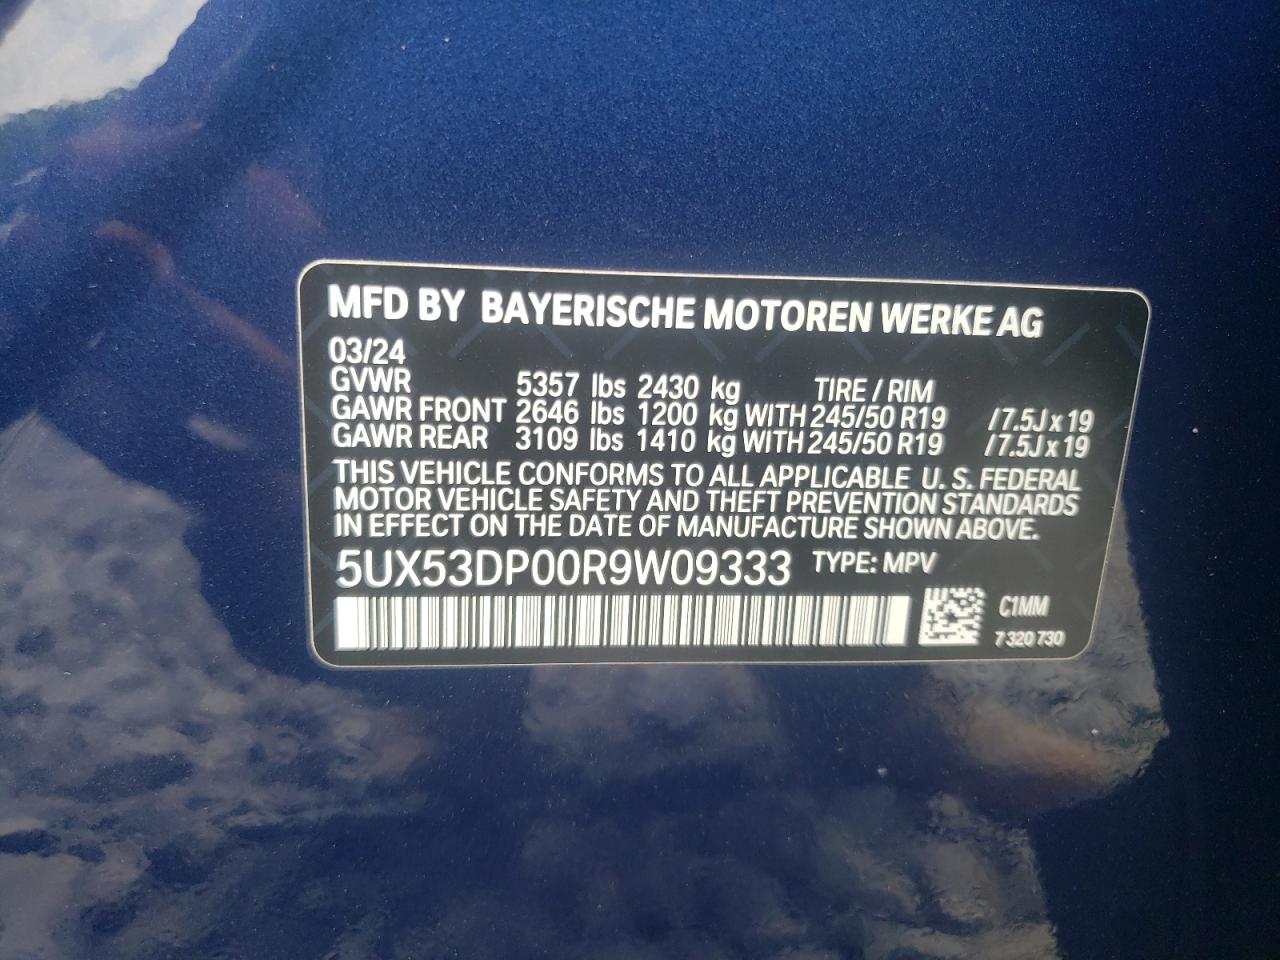 MFD BY BAYERISCHE MOTOREN WERKE AG
03/24
GVWR 5357 lbs 2430 kg TIRE / RIM
GAWR FRONT 2646 lbs 1200 kg WITH 245/50 R19 /7.5J x 19
GAWR REAR 3109 lbs 1410 kg WITH 245/50 R19 /7.5J x 19
THIS VEHICLE CONFORMS TO ALL APPLICABLE U. S. FEDERAL
MOTOR VEHICLE SAFETY AND THEFT PREVENTION STANDARDS
IN EFFECT ON THE DATE OF MANUFACTURE SHOWN ABOVE.
5UX53DP00R9W09333 TYPE: MPV
C1MM
7 320 730